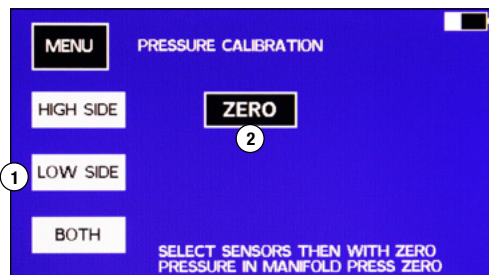 MENU
PRESSURE CALIBRATION
HIGH SIDE
ZERO
2
1
LOW SIDE
BOTH
SELECT SENSORS THEN WITH ZERO
PRESSURE IN MANIFOLD PRESS ZERO